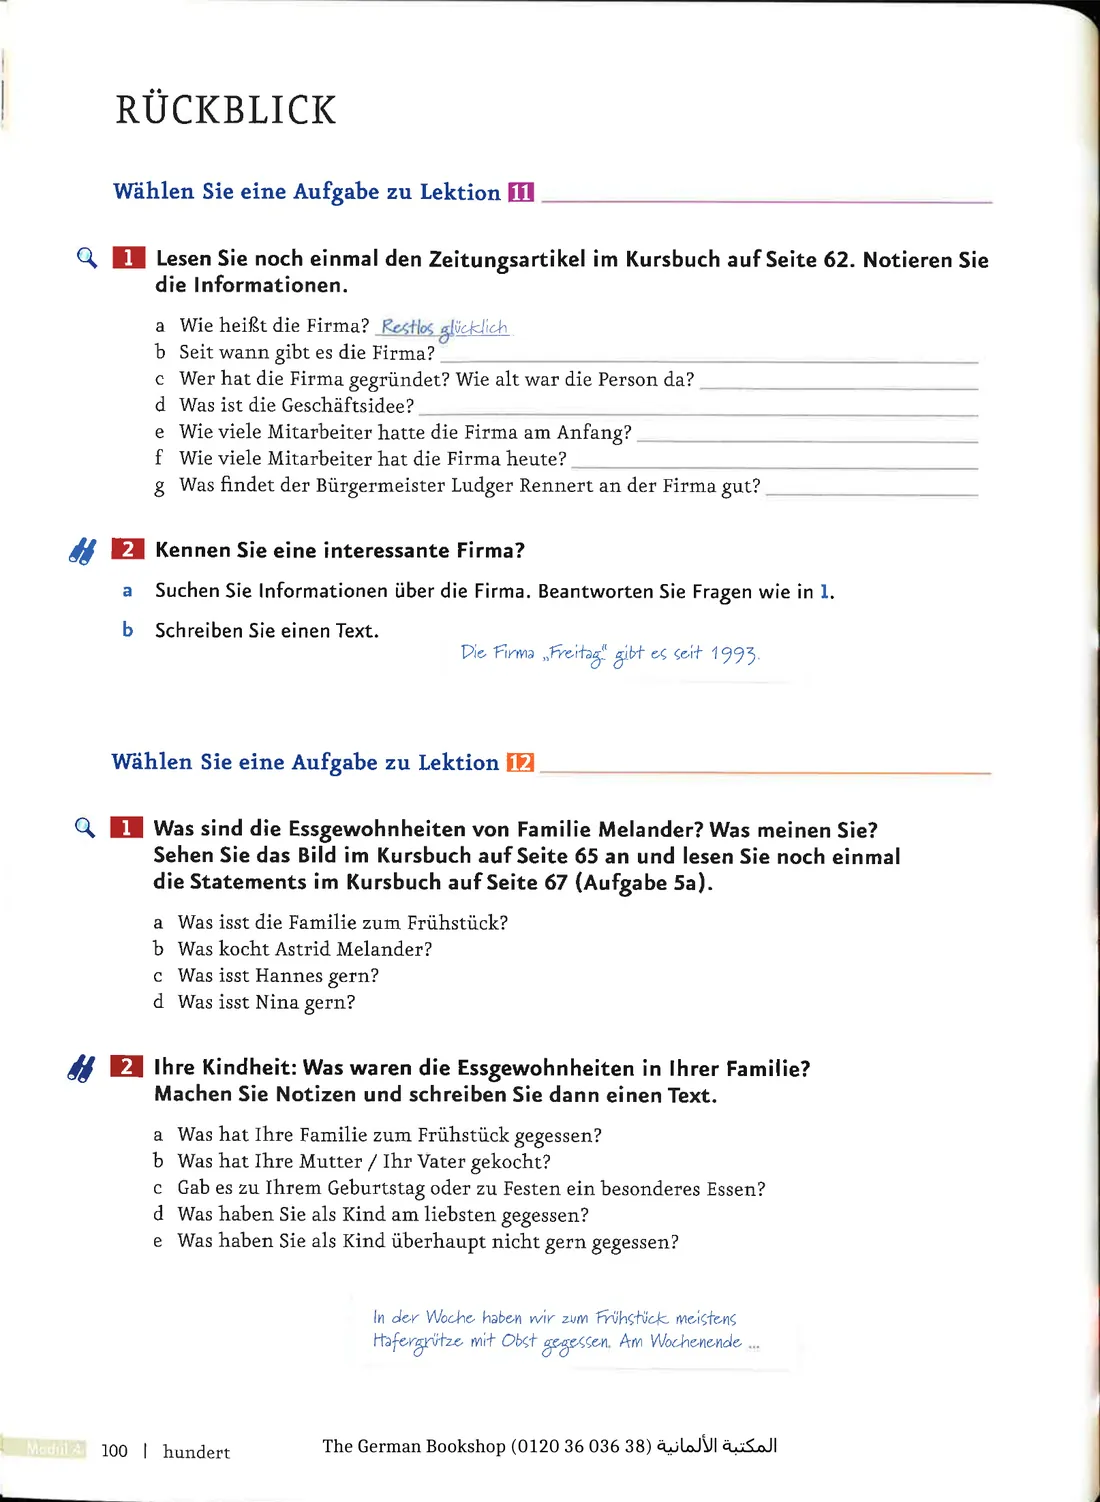 RÜCKBLICK
Wählen Sie eine Aufgabe zu Lektion 11
1 Lesen Sie noch einmal den Zeitungsartikel im Kursbuch auf Seite 62. Notieren Sie
die Informationen.
a Wie heißt die Firma? Restlos glücklich
b Seit wann gibt es die Firma?
c Wer hat die Firma gegründet? Wie alt war die Person da?
d Was ist die Geschäftsidee?
e Wie viele Mitarbeiter hatte die Firma am Anfang?
f Wie viele Mitarbeiter hat die Firma heute?
g Was findet der Bürgermeister Ludger Rennert an der Firma gut?
2 Kennen Sie eine interessante Firma?
a Suchen Sie Informationen über die Firma. Beantworten Sie Fragen wie in 1.
b Schreiben Sie einen Text.
Die Firma „Freitag" gibt es seit 1993.
Wählen Sie eine Aufgabe zu Lektion 12
1 Was sind die Essgewohnheiten von Familie Melander? Was meinen Sie?
Sehen Sie das Bild im Kursbuch auf Seite 65 an und lesen Sie noch einmal
die Statements im Kursbuch auf Seite 67 (Aufgabe 5a).
a Was isst die Familie zum Frühstück?
b Was kocht Astrid Melander?
c Was isst Hannes gern?
d Was isst Nina gern?
2 Ihre Kindheit: Was waren die Essgewohnheiten in Ihrer Familie?
Machen Sie Notizen und schreiben Sie dann einen Text.
a Was hat Ihre Familie zum Frühstück gegessen?
b Was hat Ihre Mutter / Ihr Vater gekocht?
c Gab es zu Ihrem Geburtstag oder zu Festen ein besonderes Essen?
d Was haben Sie als Kind am liebsten gegessen?
e Was haben Sie als Kind überhaupt nicht gern gegessen?
In der Woche haben wir zum Frühstück meistens
Hafergrütze mit Obst gegessen. Am Wochenende ...
Modul 4 100 | hundert The German Bookshop (0120 36 036 38) المكتبة الألمانية